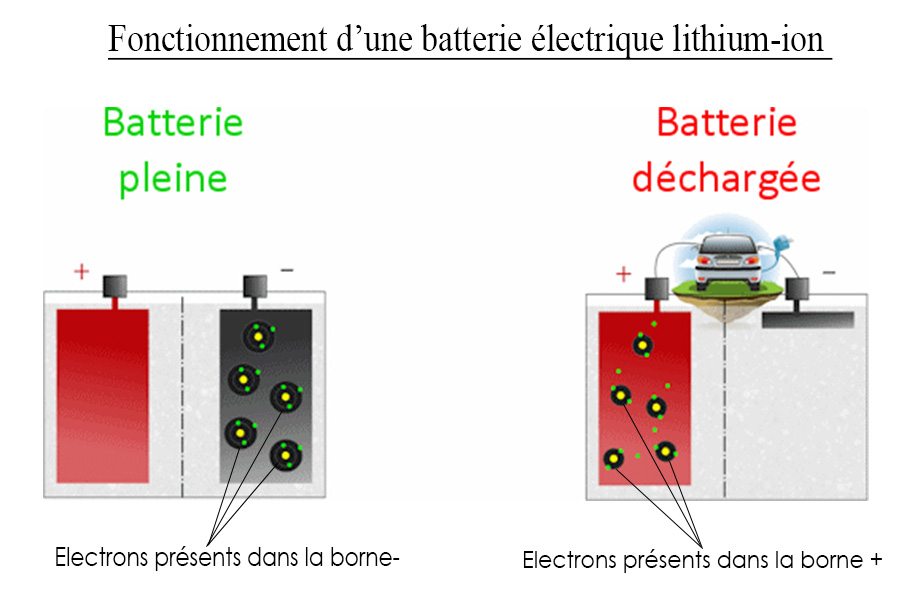 Fonctionnement d'une batterie électrique lithium-ion
Batterie
pleine
Batterie
déchargée
+
−
+
−
Electrons présents dans la borne-
Electrons présents dans la borne +